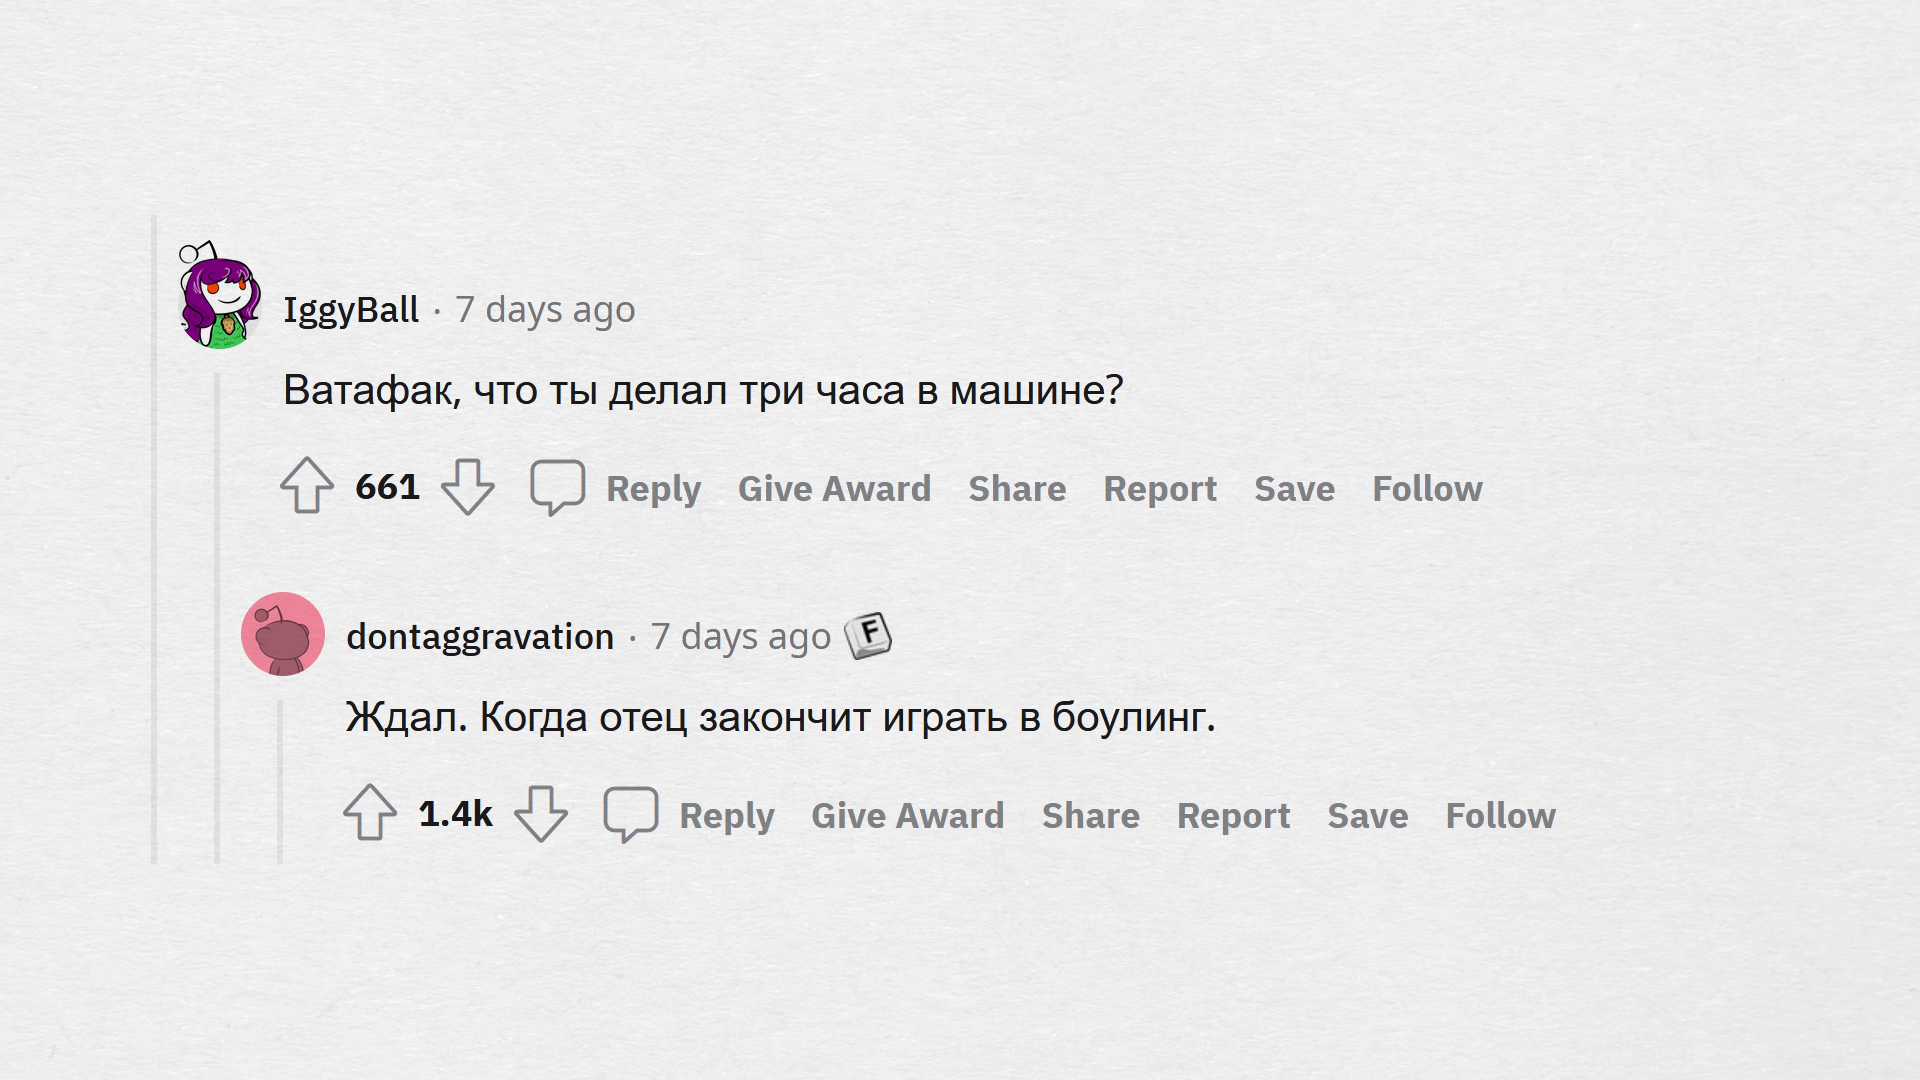 IggyBall · 7 days ago
Ватафак, что ты делал три часа в машине?
661 Reply Give Award Share Report Save Follow
dontaggravation · 7 days ago F
Ждал. Когда отец закончит играть в боулинг.
1.4k Reply Give Award Share Report Save Follow